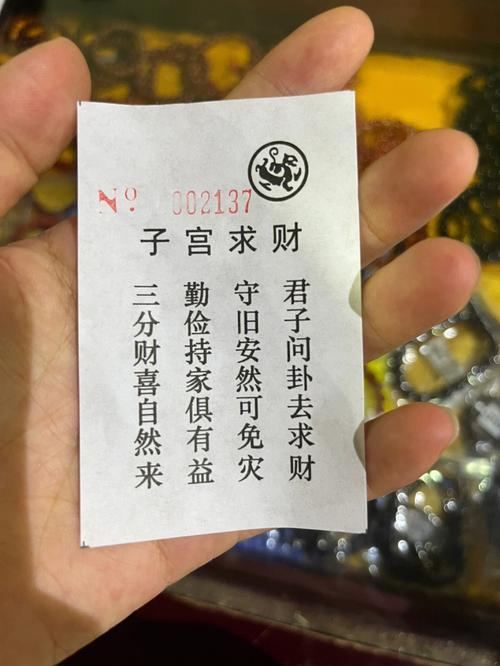 Nº 002137
子宫求财
君子问卦去求财
守旧安然可免灾
勤俭持家俱有益
三分财喜自然来